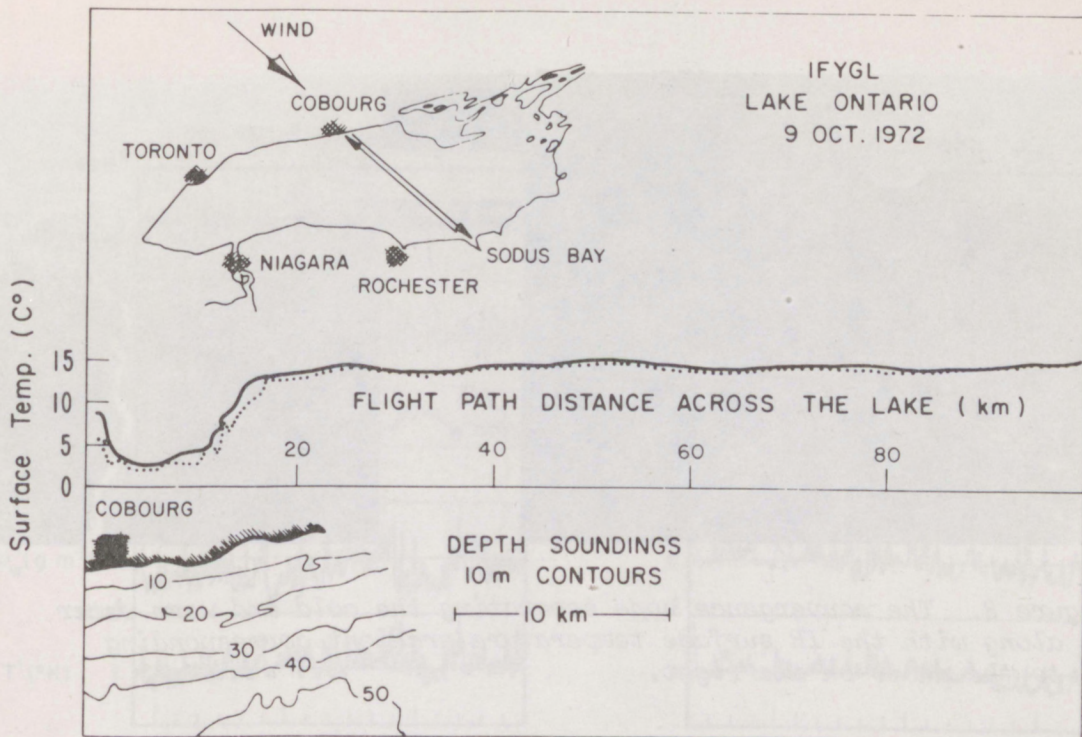 WIND
COBOURG
IFYGL
LAKE ONTARIO
9 OCT. 1972
TORONTO
NIAGARA
SODUS BAY
ROCHESTER
Surface Temp. (C°)
15
10
5
0
FLIGHT PATH DISTANCE ACROSS THE LAKE (km)
20
40
60
80
COBOURG
DEPTH SOUNDINGS
10m CONTOURS
10 km
10
20
30
40
50